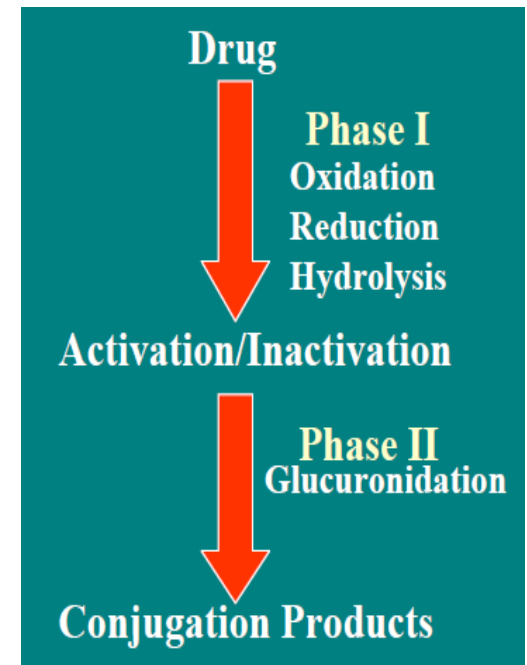 Drug
Phase I
Oxidation
Reduction
Hydrolysis
Activation/Inactivation
Phase II
Glucuronidation
Conjugation Products